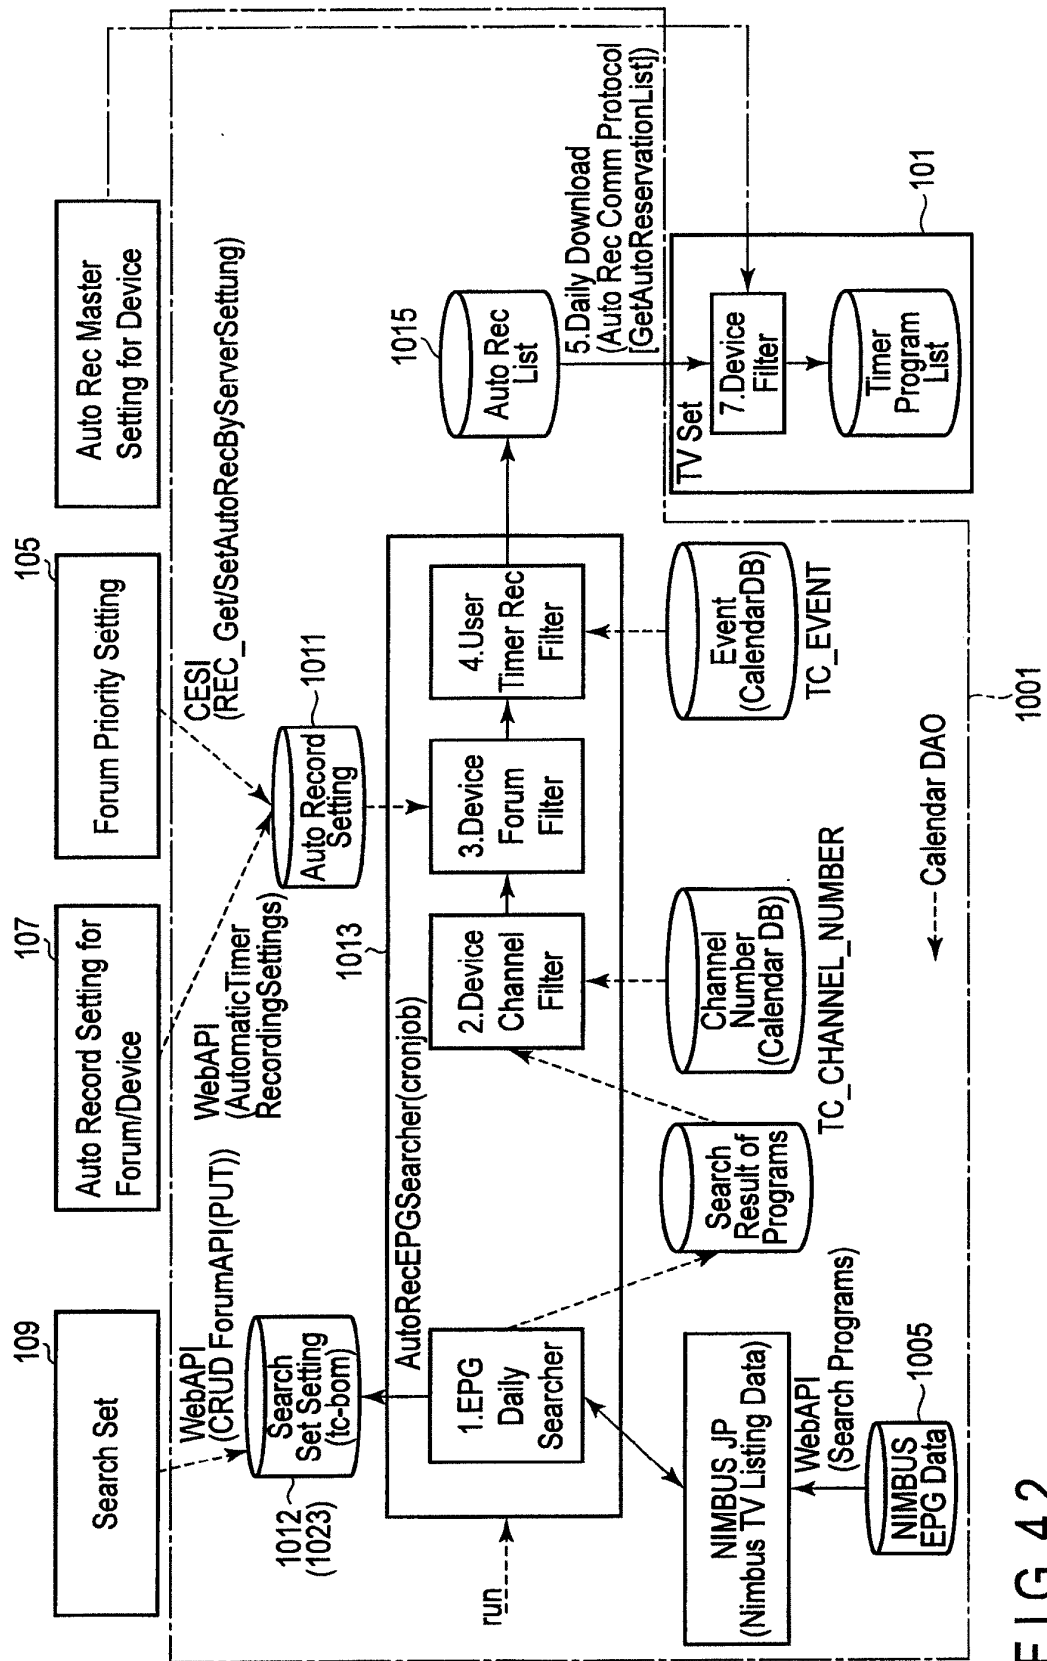 109
Search Set
107
Auto Record Setting for
Forum/Device
105
Forum Priority Setting
Auto Rec Master
Setting for Device
WebAPI
(CRUD ForumAPI(PUT))
WebAPI
(AutomaticTimer
RecordingSettings)
CESI
(REC_Get/SetAutoRecByServerSettung)
Search
Set Setting
(tc-bom)
1012
(1023)
Auto Record
Setting
1011
run
AutoRecEPGSearcher(cronjob)
1013
1.EPG
Daily
Searcher
2.Device
Channel
Filter
3.Device
Forum
Filter
4.User
Timer Rec
Filter
1015
Auto Rec
List
5.Daily Download
(Auto Rec Comm Protocol
[GetAutoReservationList])
NIMBUS JP
(Nimbus TV Listing Data)
WebAPI
(Search Programs)
NIMBUS
EPG Data
1005
Search
Result of
Programs
Channel
Number
(Calendar DB)
TC_CHANNEL_NUMBER
Event
(CalendarDB)
TC_EVENT
TV Set
101
7.Device
Filter
Timer
Program
List
Calendar DAO
1001
FIG. 42